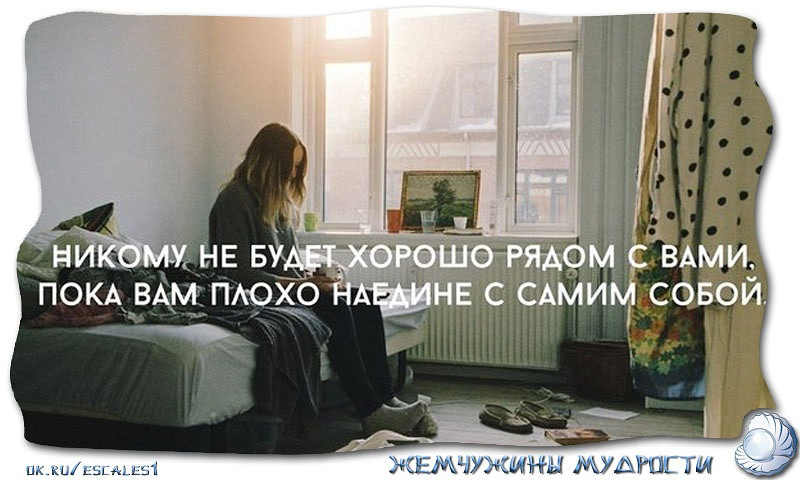 НИКОМУ НЕ БУДЕТ ХОРОШО РЯДОМ С ВАМИ,
ПОКА ВАМ ПЛОХО НАЕДИНЕ С САМИМ СОБОЙ.
OK.RU/ESCALES1
ЖЕМЧУЖИНЫ МУДРОСТИ